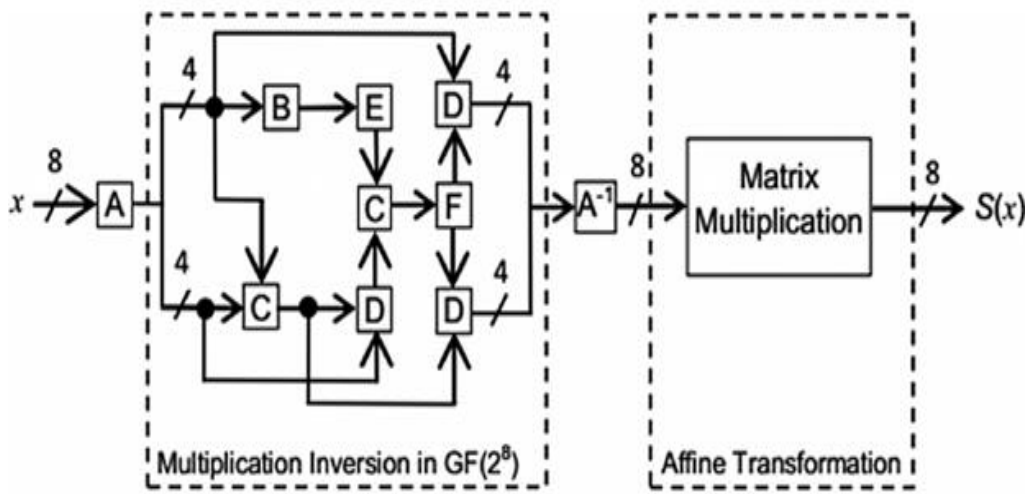 4
4
B
E
D
8
8
8
x
A
C
F
A⁻¹
Matrix
Multiplication
S(x)
4
4
C
D
D
Multiplication Inversion in GF(2⁸)
Affine Transformation